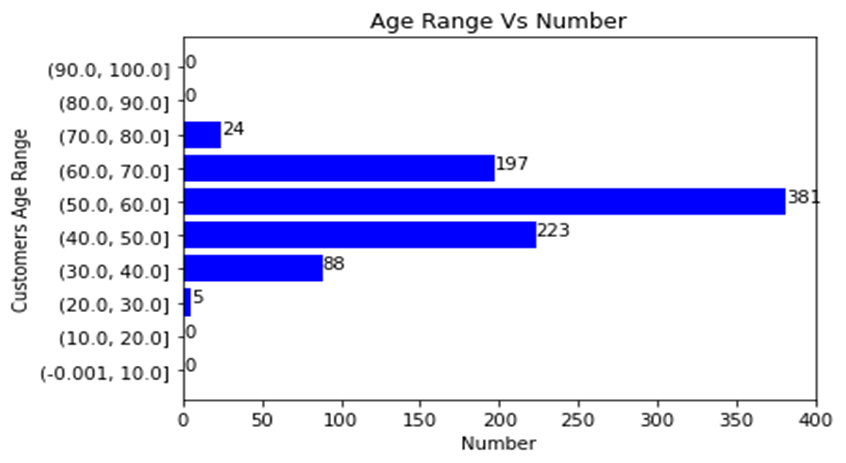 Age Range Vs Number
Customers Age Range
(90.0, 100.0] 0
(80.0, 90.0] 0
(70.0, 80.0] 24
(60.0, 70.0] 197
(50.0, 60.0] 381
(40.0, 50.0] 223
(30.0, 40.0] 88
(20.0, 30.0] 5
(10.0, 20.0] 0
(-0.001, 10.0] 0
0 50 100 150 200 250 300 350 400
Number